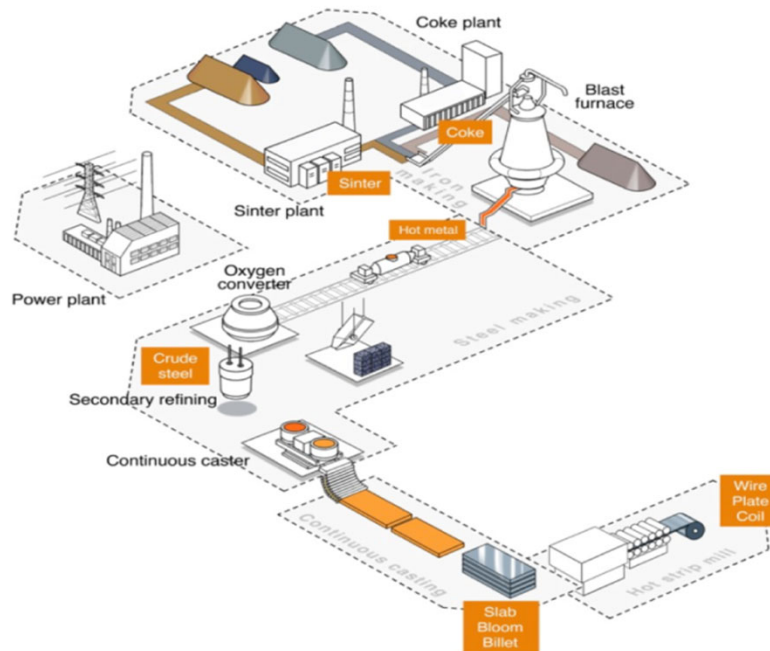 Coke plant
Blast
furnace
Coke
Iron
making
Sinter
Sinter plant
Hot metal
Power plant
Oxygen
converter
Steel making
Crude
steel
Secondary refining
Continuous caster
Continuous casting
Wire
Plate
Coil
Hot strip mill
Slab
Bloom
Billet